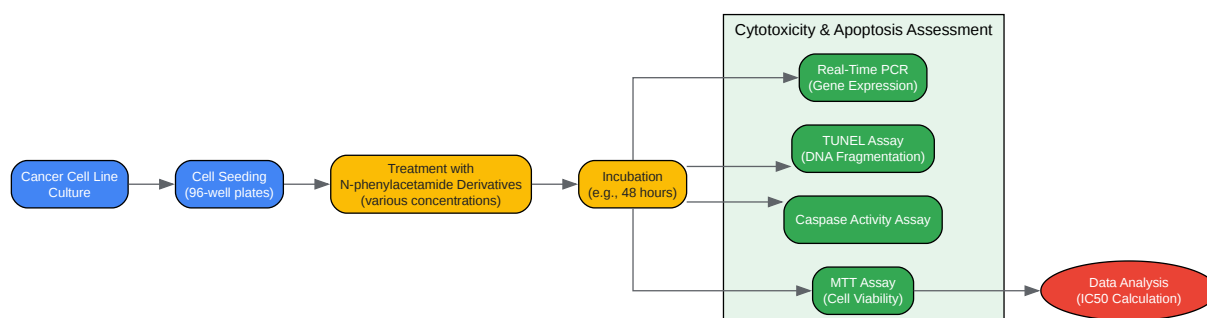 Cancer Cell Line
Culture
Cell Seeding
(96-well plates)
Treatment with
N-phenylacetamide Derivatives
(various concentrations)
Incubation
(e.g., 48 hours)
Cytotoxicity & Apoptosis Assessment
Real-Time PCR
(Gene Expression)
TUNEL Assay
(DNA Fragmentation)
Caspase Activity Assay
MTT Assay
(Cell Viability)
Data Analysis
(IC50 Calculation)